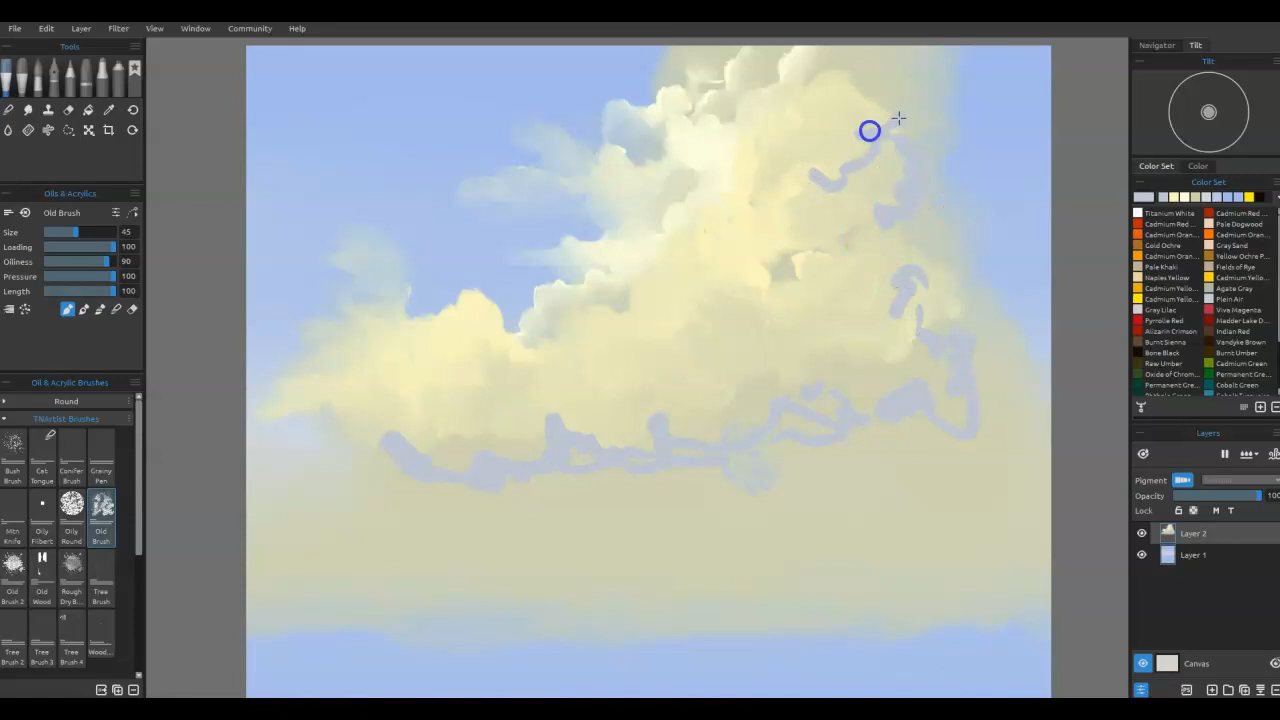 File Edit Layer Filter View Window Community Help
Tools
Oils & Acrylics
Old Brush
Size 45
Loading 100
Oiliness 90
Pressure 100
Length 100
Oil & Acrylic Brushes
Round
TNArtist Brushes
Bush Brush
Cat Tongue
Conifer Brush
Grainy Pen
Mtn Knife
Oily Filbert
Oily Round
Old Brush
Old Brush 2
Old Wood
Rough Dry B...
Tree Brush
Tree Brush 2
Tree Brush 3
Tree Brush 4
Wood...
Navigator Tilt
Tilt
Color Set Color
Color Set
Titanium White Cadmium Red ...
Cadmium Red ... Pale Dogwood
Cadmium Oran... Cadmium Oran...
Gold Ochre Gray Sand
Cadmium Oran... Yellow Ochre P...
Pale Khaki Fields of Rye
Naples Yellow Cadmium Yello...
Cadmium Yello... Agate Gray
Cadmium Yello... Plein Air
Gray Lilac Viva Magenta
Pyrrolle Red Madder Lake D...
Alizarin Crimson Indian Red
Burnt Sienna Vandyke Brown
Bone Black Burnt Umber
Raw Umber Cadmium Green
Oxide of Chrom... Permanent Gre...
Permanent Gre... Cobalt Green
Layers
Pigment
Opacity 100
Lock M T
Layer 2
Layer 1
Canvas
PS